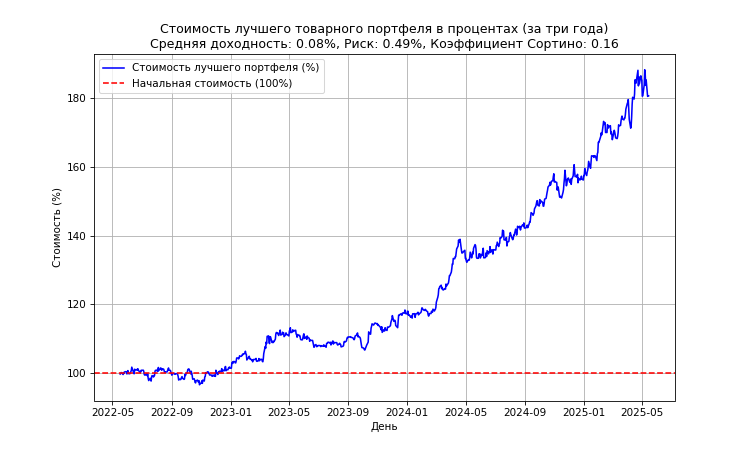 Стоимость лучшего товарного портфеля в процентах (за три года)
Средняя доходность: 0.08%, Риск: 0.49%, Коэффициент Сортино: 0.16
Стоимость лучшего портфеля (%)
Начальная стоимость (100%)
Стоимость (%)
180
160
140
120
100
2022-05 2022-09 2023-01 2023-05 2023-09 2024-01 2024-05 2024-09 2025-01 2025-05
День